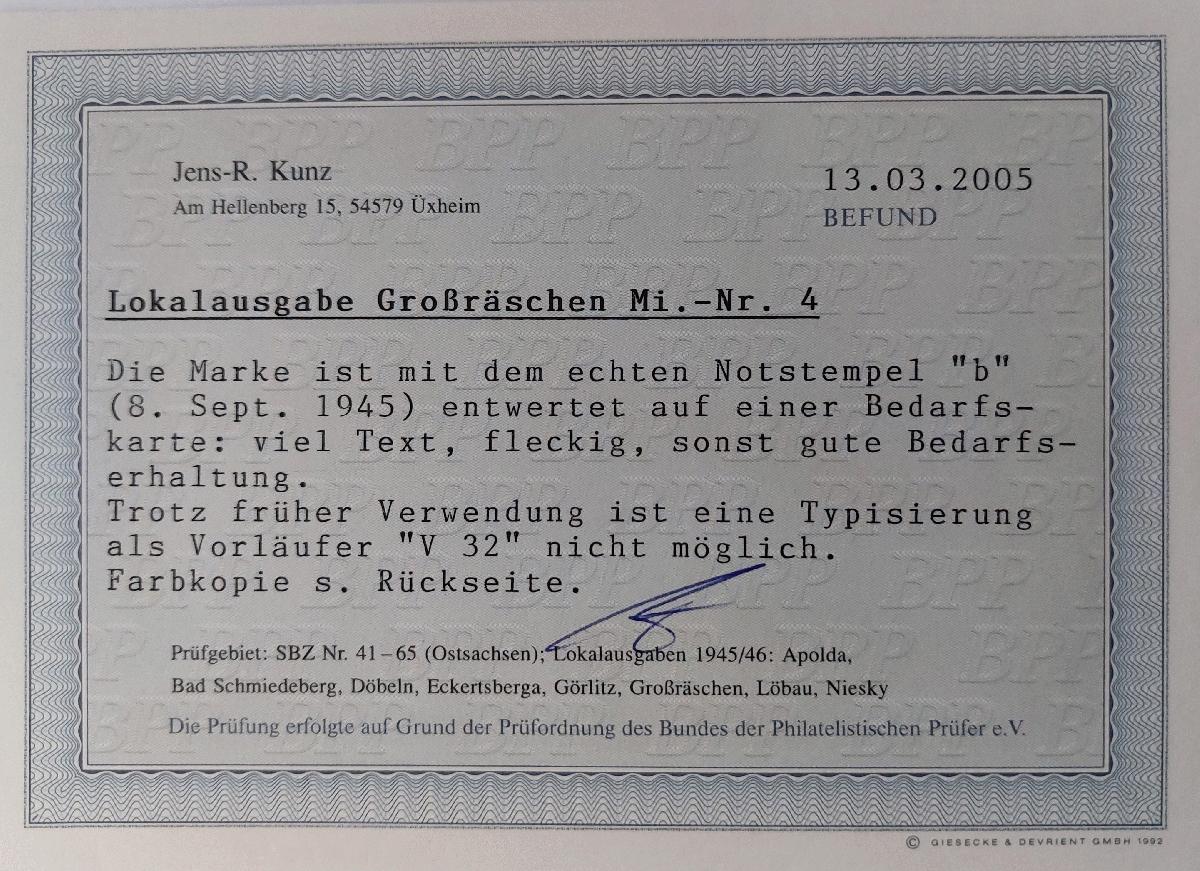 Jens-R. Kunz
Am Hellenberg 15, 54579 Üxheim
13.03.2005
BEFUND
Lokalausgabe Großräschen Mi.-Nr. 4
Die Marke ist mit dem echten Notstempel "b"
(8. Sept. 1945) entwertet auf einer Bedarfs-
karte: viel Text, fleckig, sonst gute Bedarfs-
erhaltung.
Trotz früher Verwendung ist eine Typisierung
als Vorläufer "V 32" nicht möglich.
Farbkopie s. Rückseite.
Prüfgebiet: SBZ Nr. 41–65 (Ostsachsen); Lokalausgaben 1945/46: Apolda,
Bad Schmiedeberg, Döbeln, Eckertsberga, Görlitz, Großräschen, Löbau, Niesky
Die Prüfung erfolgte auf Grund der Prüfordnung des Bundes der Philatelistischen Prüfer e.V.
© GIESECKE & DEVRIENT GMBH 1992